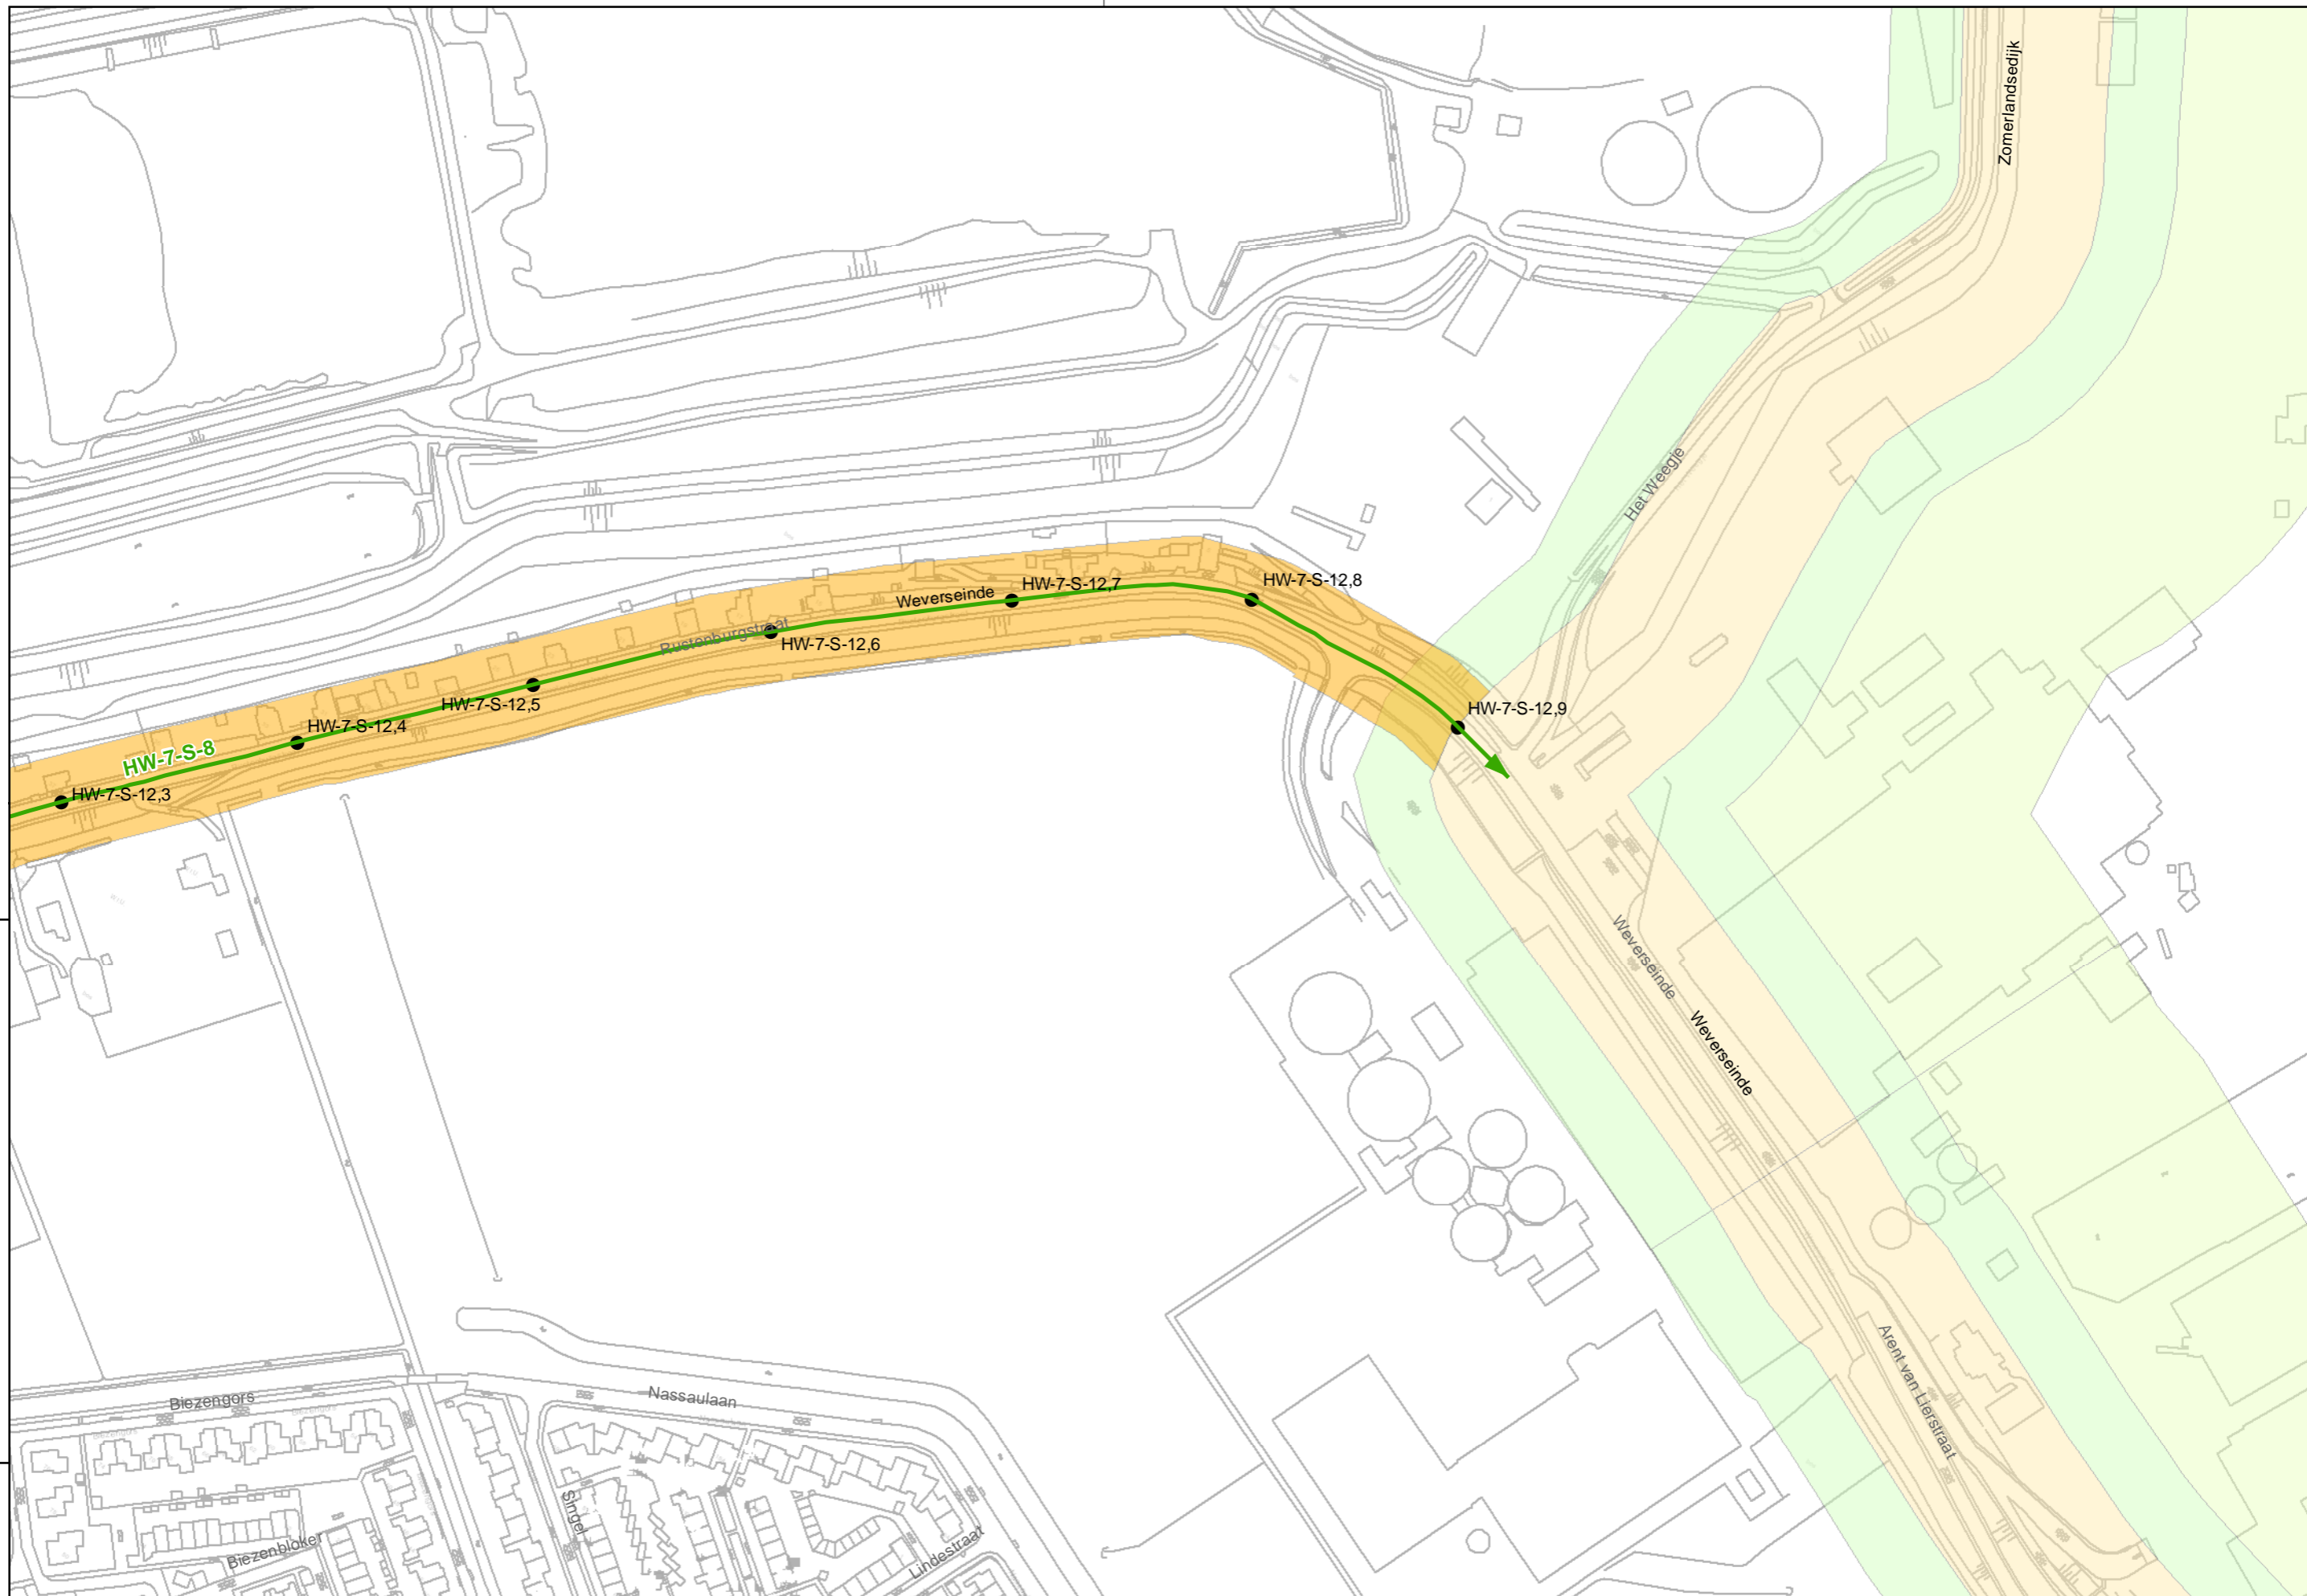 Zomerlandsedijk
Het Weegje
HW-7-S-12,8
HW-7-S-12,7
Weverseinde
Rustenburgstraat
HW-7-S-12,6
HW-7-S-12,5
HW-7-S-12,4
HW-7-S-8
HW-7-S-12,3
HW-7-S-12,9
Weverseinde
Weverseinde
Arent van Lierstraat
Biezengors
Nassaulaan
Singel
Biezenbloker
Lindestraat